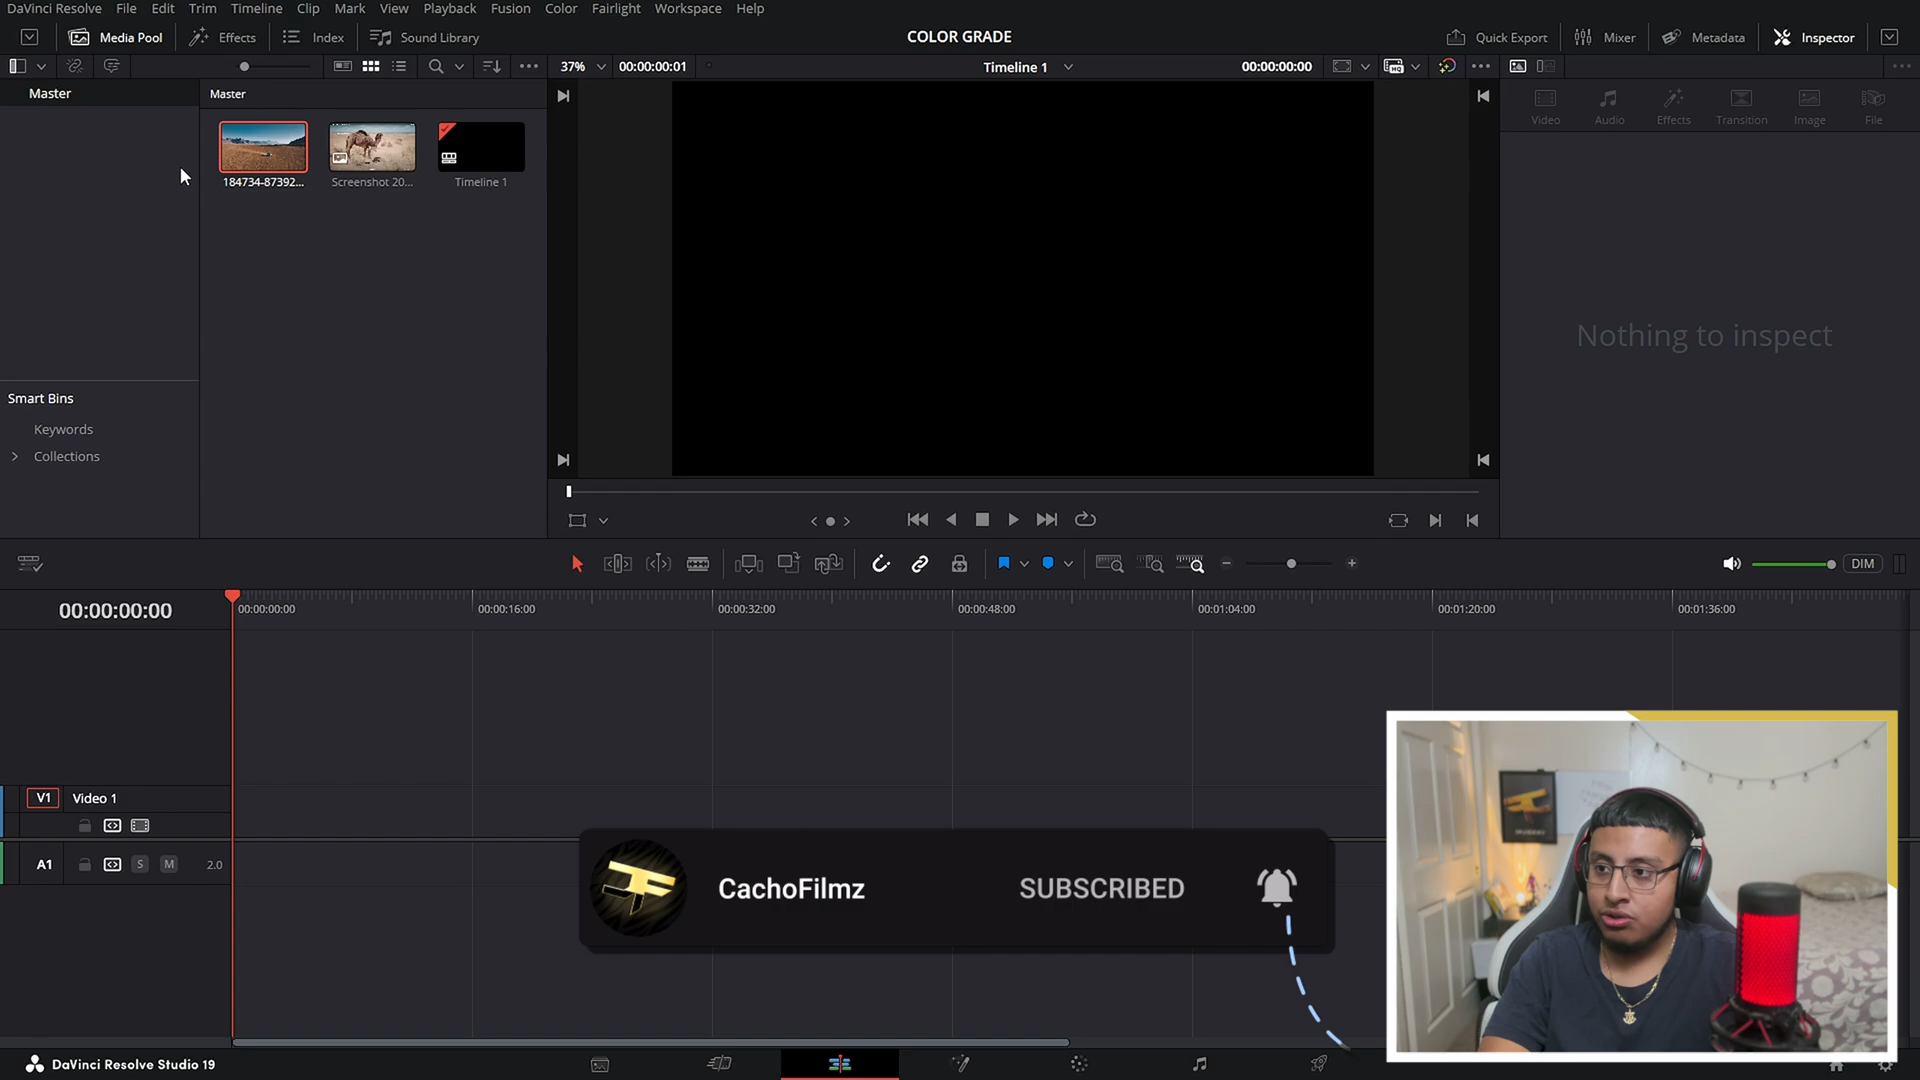 DaVinci Resolve File Edit Trim Timeline Clip Mark View Playback Fusion Color Fairlight Workspace Help
Media Pool Effects Index Sound Library COLOR GRADE Quick Export Mixer Metadata Inspector
37% 00:00:00:01 Timeline 1 00:00:00:00
Master Master
Video Audio Effects Transition Image File
184734-87392... Screenshot 20... Timeline 1
Nothing to inspect
Smart Bins
Keywords
Collections
DIM
00:00:00:00 00:00:00:00 00:00:16:00 00:00:32:00 00:00:48:00 00:01:04:00 00:01:20:00 00:01:36:00
V1 Video 1
A1 S M 2.0
CachoFilmz SUBSCRIBED
DaVinci Resolve Studio 19